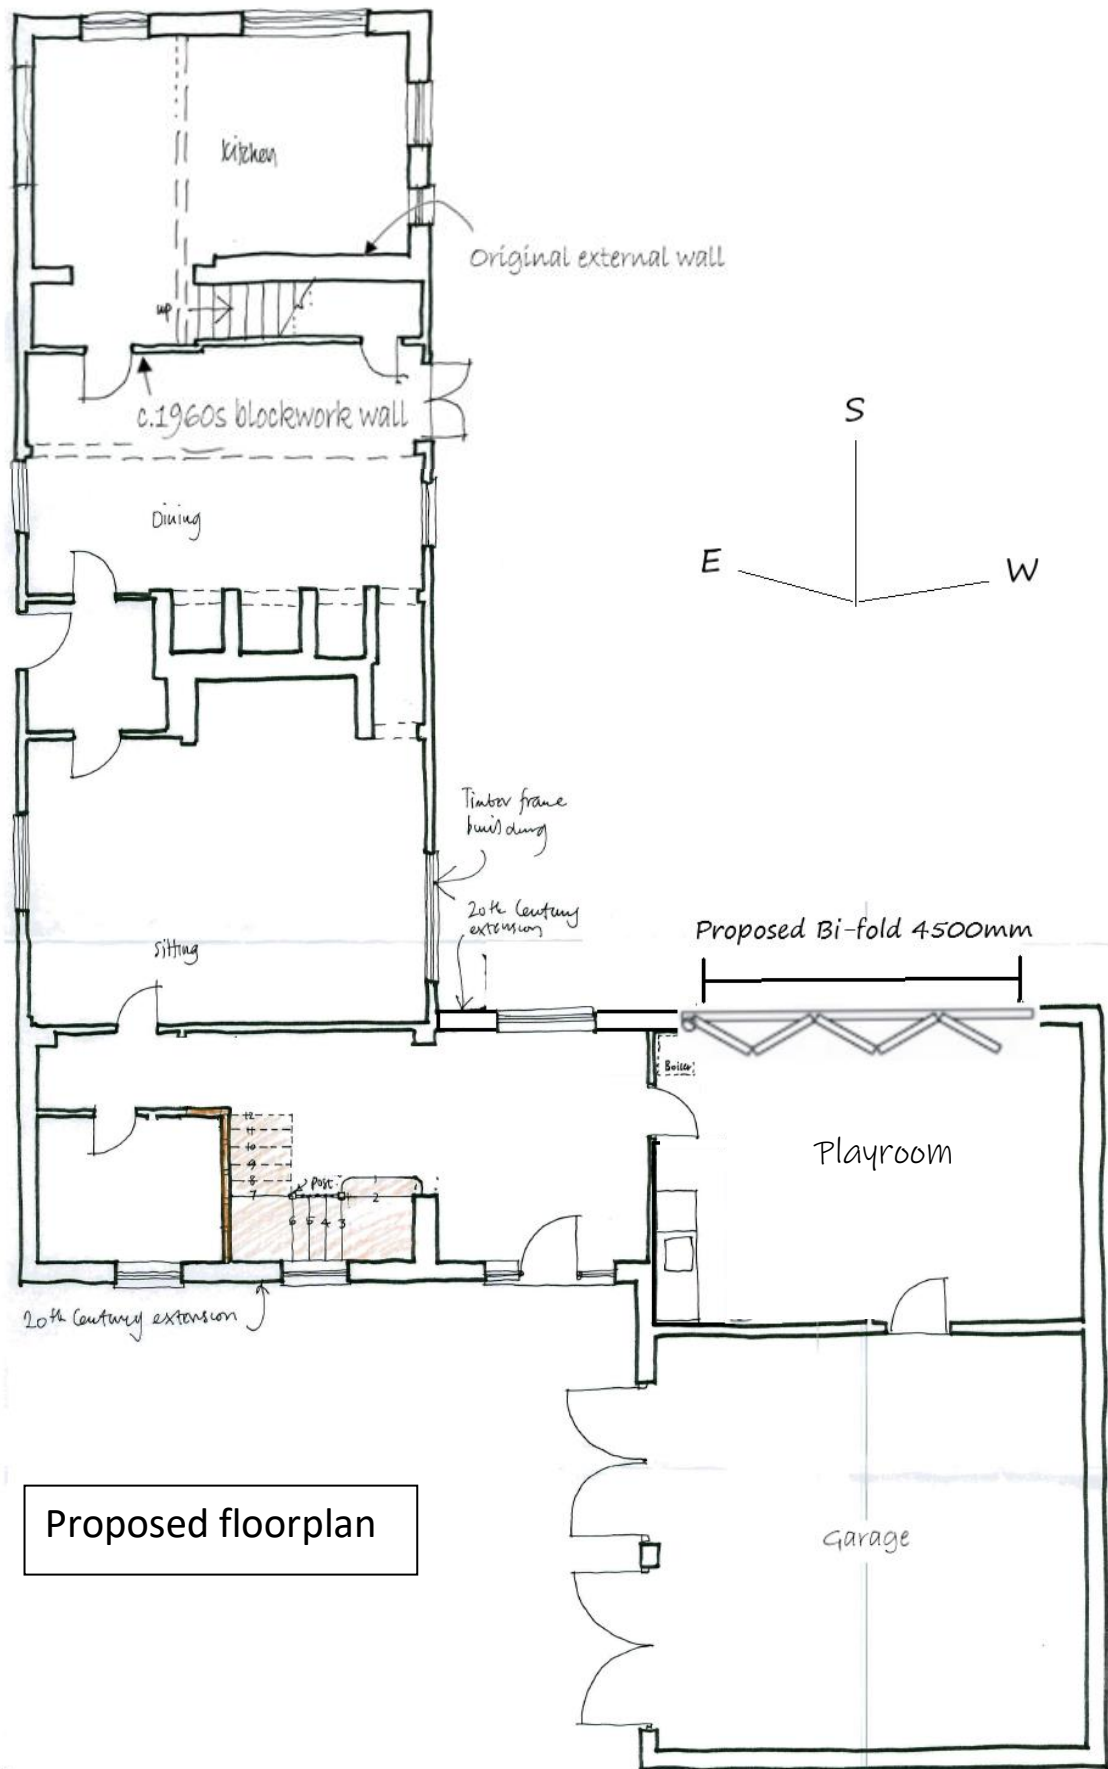 Kitchen
Original external wall
up
c.1960s blockwork wall
S
E
W
Dining
Timber frame
building
20th Century
extension
Proposed Bi-fold 4500mm
Sitting
Boiler
Playroom
12
11
10
9
8
7
Post
1
2
6 5 4 3
20th Century extension
Proposed floorplan
Garage